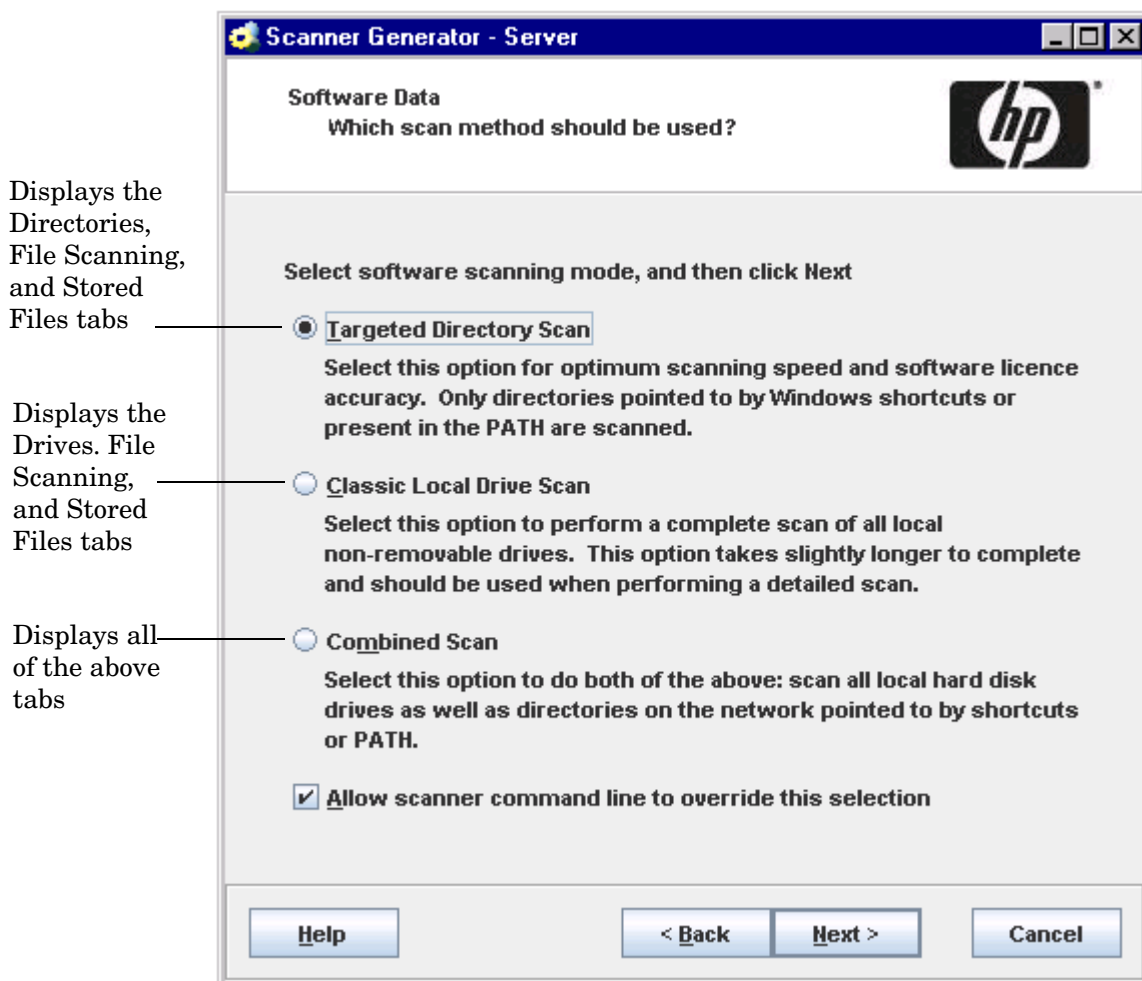 Scanner Generator - Server
Software Data
Which scan method should be used?
hp
Displays the
Directories,
File Scanning,
and Stored
Files tabs
Select software scanning mode, and then click Next
Targeted Directory Scan
Select this option for optimum scanning speed and software licence
accuracy. Only directories pointed to by Windows shortcuts or
present in the PATH are scanned.
Displays the
Drives. File
Scanning,
and Stored
Files tabs
Classic Local Drive Scan
Select this option to perform a complete scan of all local
non-removable drives. This option takes slightly longer to complete
and should be used when performing a detailed scan.
Displays all
of the above
tabs
Combined Scan
Select this option to do both of the above: scan all local hard disk
drives as well as directories on the network pointed to by shortcuts
or PATH.
Allow scanner command line to override this selection
Help
< Back
Next >
Cancel